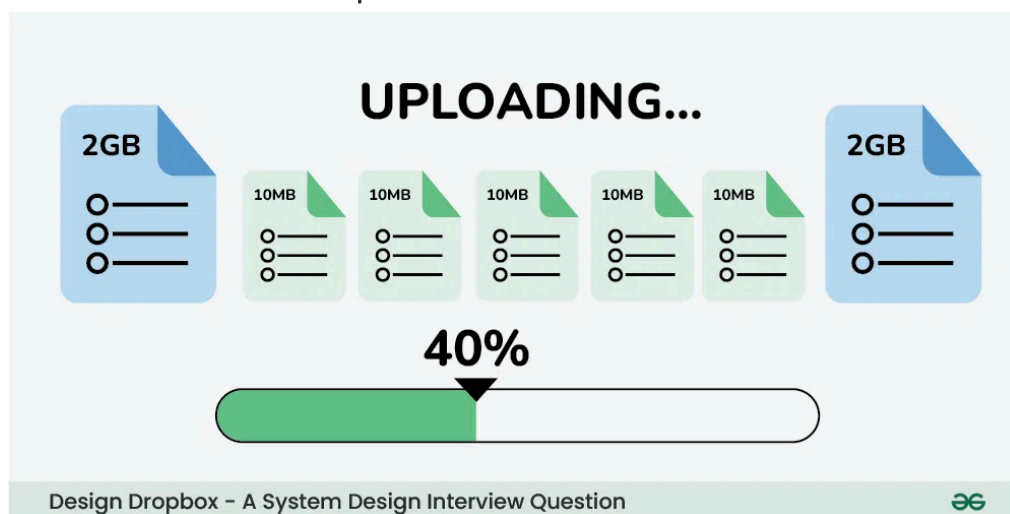 UPLOADING...
2GB
10MB
10MB
10MB
10MB
10MB
2GB
40%
Design Dropbox - A System Design Interview Question